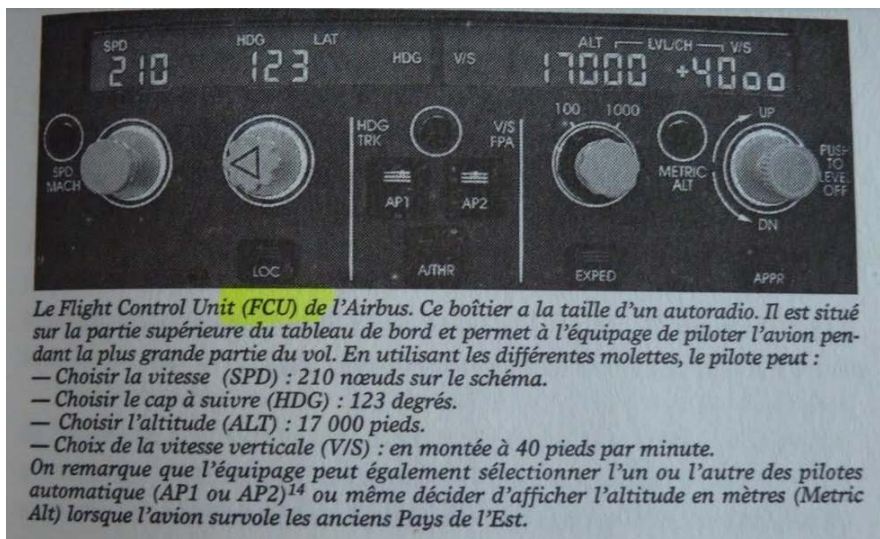 SPD HDG LAT HDG V/S ALT LVL/CH V/S
210 123 17000 +40oo
HDG TRK V/S FPA 100 1000 UP
SPD MACH METRIC ALT PUSH TO LEVEL OFF
AP1 AP2 DN
LOC A/THR EXPED APPR
Le Flight Control Unit (FCU) de l'Airbus. Ce boîtier a la taille d'un autoradio. Il est situé
sur la partie supérieure du tableau de bord et permet à l'équipage de piloter l'avion pen-
dant la plus grande partie du vol. En utilisant les différentes molettes, le pilote peut :
— Choisir la vitesse (SPD) : 210 nœuds sur le schéma.
— Choisir le cap à suivre (HDG) : 123 degrés.
— Choisir l'altitude (ALT) : 17 000 pieds.
— Choix de la vitesse verticale (V/S) : en montée à 40 pieds par minute.
On remarque que l'équipage peut également sélectionner l'un ou l'autre des pilotes
automatique (AP1 ou AP2)14 ou même décider d'afficher l'altitude en mètres (Metric
Alt) lorsque l'avion survole les anciens Pays de l'Est.